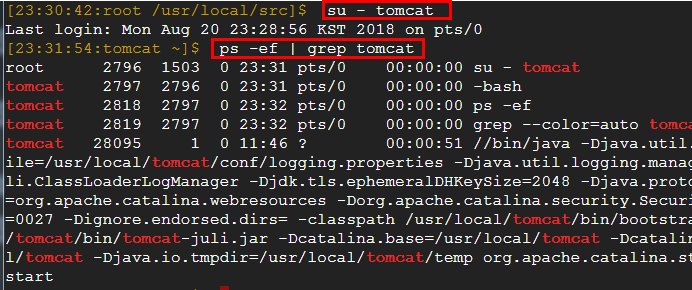 [23:30:42:root /usr/local/src]$ su - tomcat
Last login: Mon Aug 20 23:28:56 KST 2018 on pts/0
[23:31:54:tomcat ~]$ ps -ef | grep tomcat
root 2796 1503 0 23:31 pts/0 00:00:00 su - tomcat
tomcat 2797 2796 0 23:31 pts/0 00:00:00 -bash
tomcat 2818 2797 0 23:32 pts/0 00:00:00 ps -ef
tomcat 2819 2797 0 23:32 pts/0 00:00:00 grep --color=auto tomc
tomcat 28095 1 0 11:46 ? 00:00:51 //bin/java -Djava.util.
ile=/usr/local/tomcat/conf/logging.properties -Djava.util.logging.manag
li.ClassLoaderLogManager -Djdk.tls.ephemeralDHKeySize=2048 -Djava.proto
=org.apache.catalina.webresources -Dorg.apache.catalina.security.Securi
=0027 -Dignore.endorsed.dirs= -classpath /usr/local/tomcat/bin/bootstra
/tomcat/bin/tomcat-juli.jar -Dcatalina.base=/usr/local/tomcat -Dcatalin
l/tomcat -Djava.io.tmpdir=/usr/local/tomcat/temp org.apache.catalina.st
start